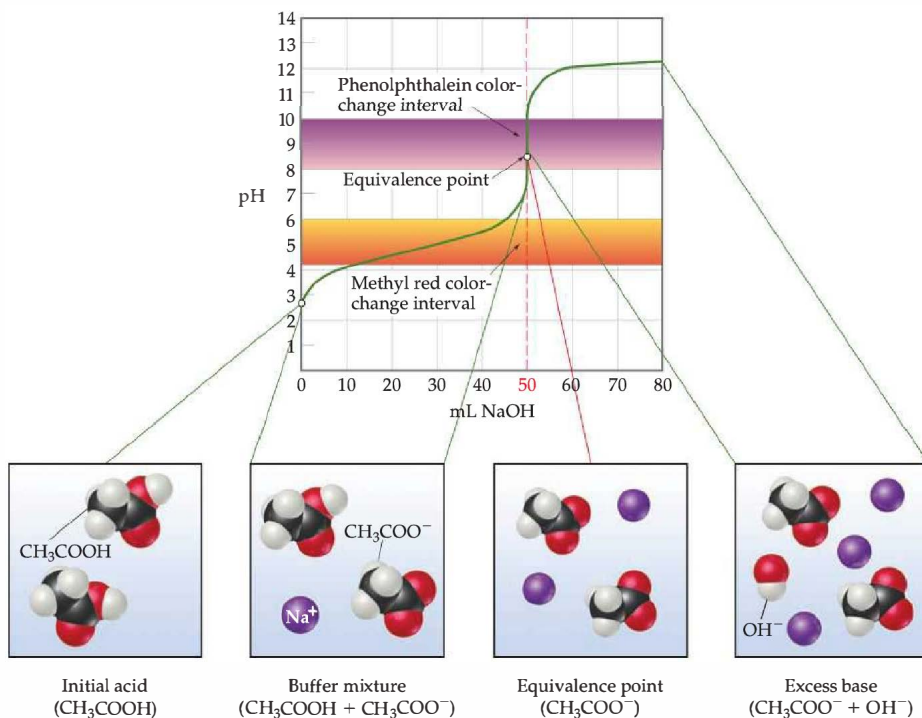 14
13
12
11
10
9
8
7
6
5
4
3
2
1
pH
Phenolphthalein color-
change interval
Equivalence point
Methyl red color-
change interval
0 10 20 30 40 50 60 70 80
mL NaOH
CH₃COOH
CH₃COO⁻
Na⁺
OH⁻
Initial acid
(CH₃COOH)
Buffer mixture
(CH₃COOH + CH₃COO⁻)
Equivalence point
(CH₃COO⁻)
Excess base
(CH₃COO⁻ + OH⁻)